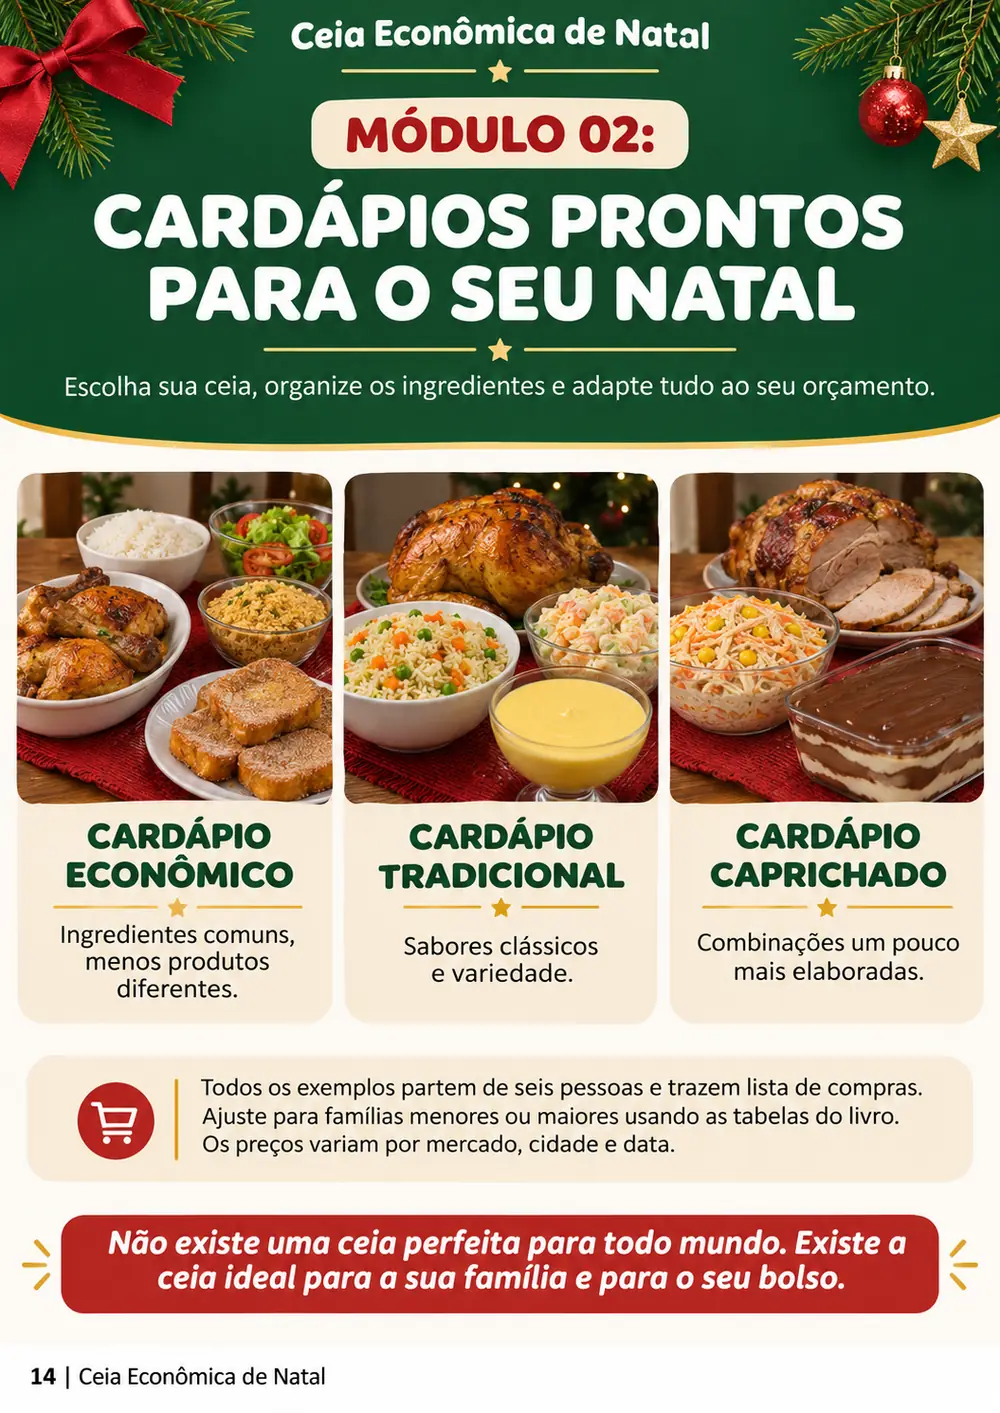 Ceia Econômica de Natal
MÓDULO 02:
CARDÁPIOS PRONTOS
PARA O SEU NATAL
Escolha sua ceia, organize os ingredientes e adapte tudo ao seu orçamento.
CARDÁPIO
ECONÔMICO
Ingredientes comuns,
menos produtos
diferentes.
CARDÁPIO
TRADICIONAL
Sabores clássicos
e variedade.
CARDÁPIO
CAPRICHADO
Combinações um pouco
mais elaboradas.
Todos os exemplos partem de seis pessoas e trazem lista de compras.
Ajuste para famílias menores ou maiores usando as tabelas do livro.
Os preços variam por mercado, cidade e data.
Não existe uma ceia perfeita para todo mundo. Existe a
ceia ideal para a sua família e para o seu bolso.
14 | Ceia Econômica de Natal